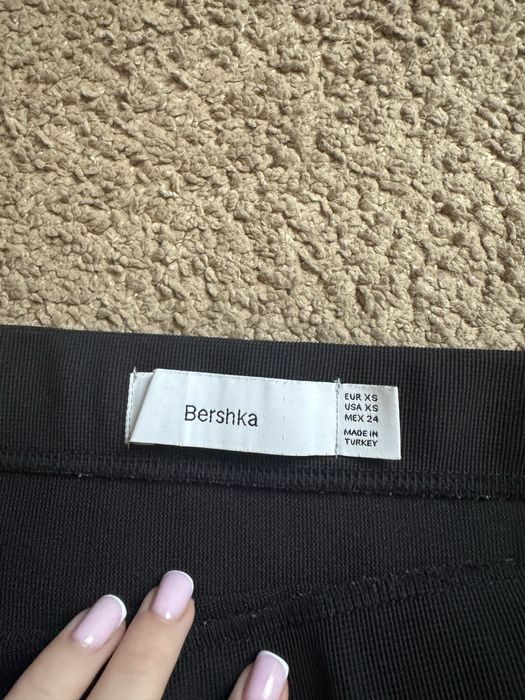 Bershka
EUR XS
USA XS
MEX 24
MADE IN
TURKEY